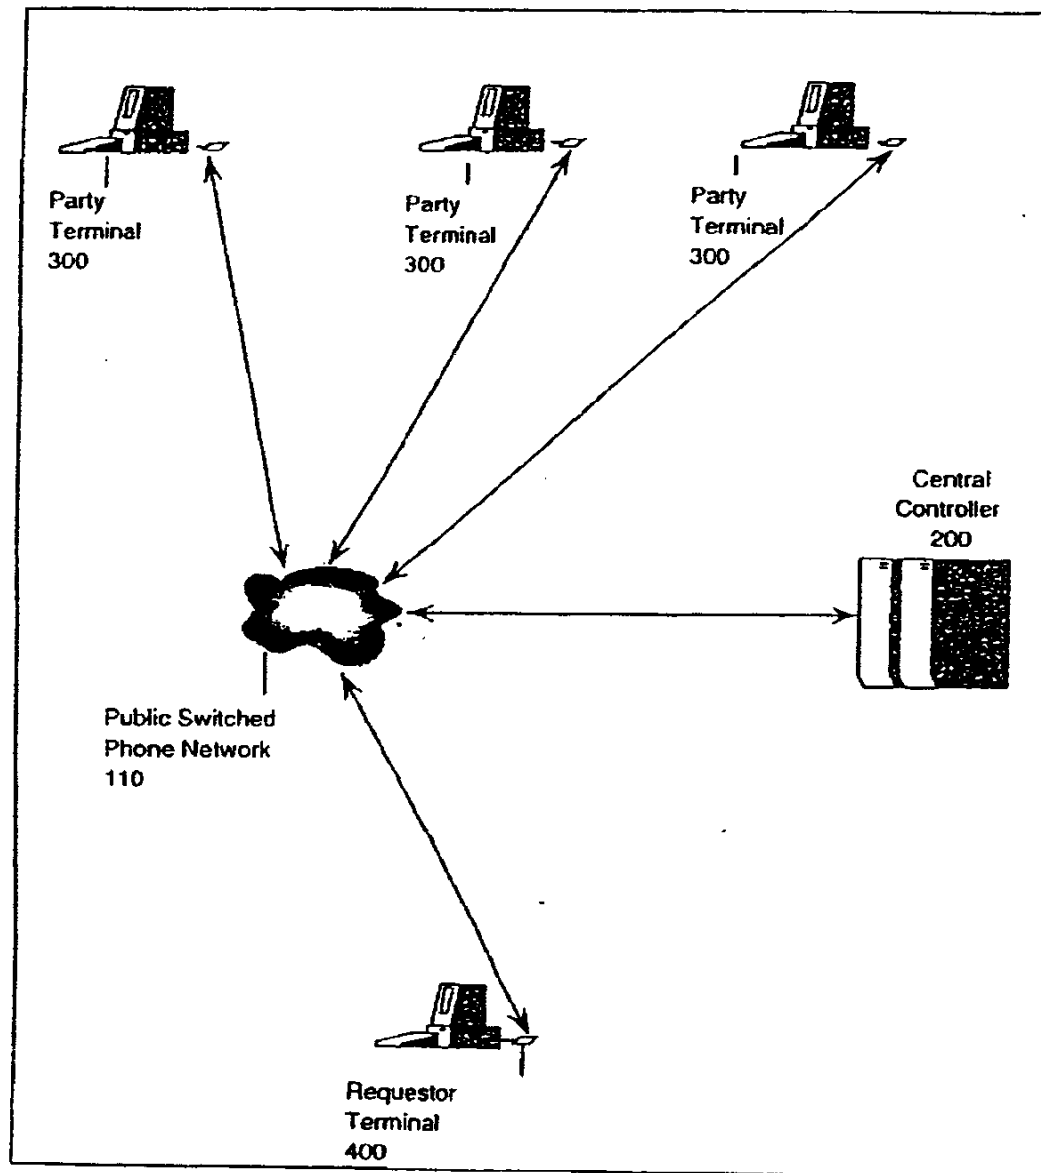 Party
Terminal
300
Party
Terminal
300
Party
Terminal
300
Central
Controller
200
Public Switched
Phone Network
110
Requestor
Terminal
400